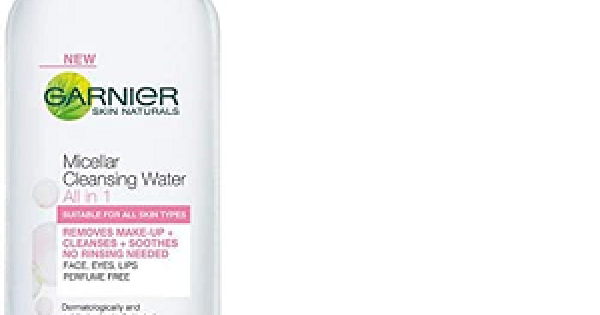 NEW
GARNIER
SKIN NATURALS
Micellar
Cleansing Water
All in 1
SUITABLE FOR ALL SKIN TYPES
REMOVES MAKE-UP +
CLEANSES + SOOTHES
NO RINSING NEEDED
FACE, EYES, LIPS
PERFUME FREE
Dermatologically and